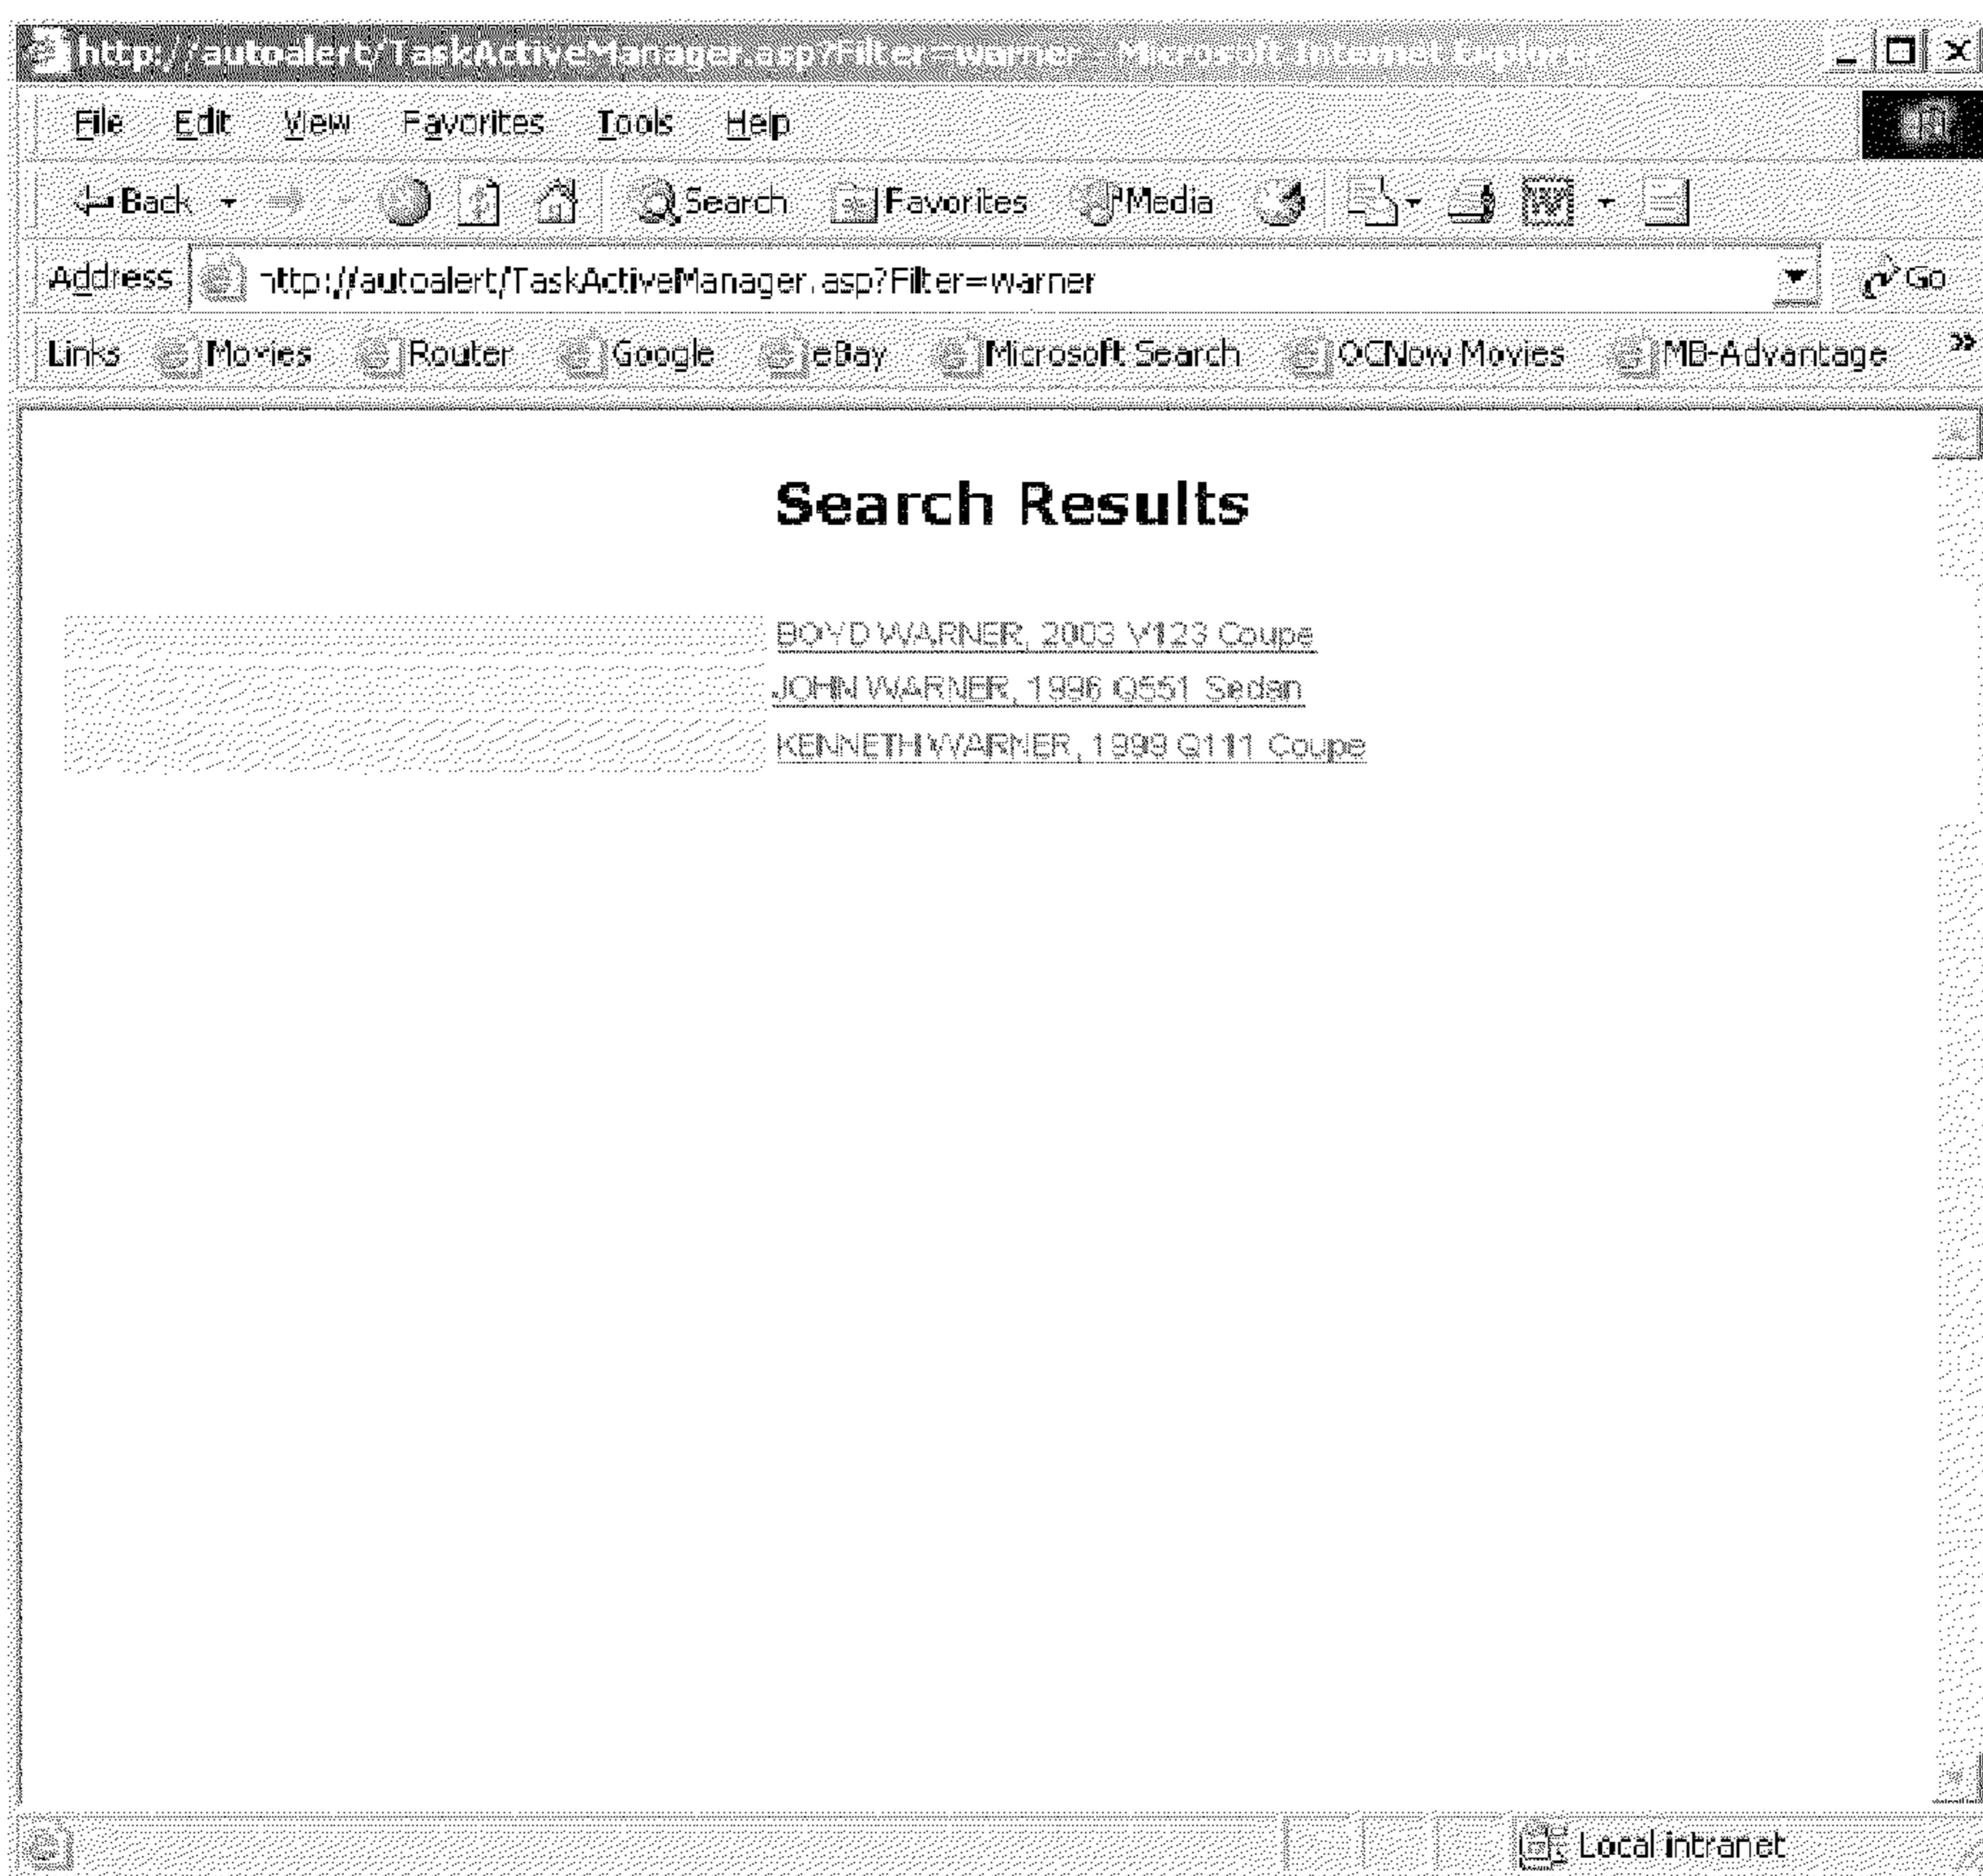 http://autoalert/TaskActiveManager.asp?Filter=warner - Microsoft Internet Explorer
File Edit View Favorites Tools Help
Back Search Favorites Media
Address http://autoalert/TaskActiveManager.asp?Filter=warner Go
Links Movies Router Google eBay Microsoft Search OCNow Movies MB-Advantage »
Search Results
BOYD WARNER, 2003 V123 Coupe
JOHN WARNER, 1996 Q551 Sedan
KENNETH WARNER, 1999 Q111 Coupe
Local intranet